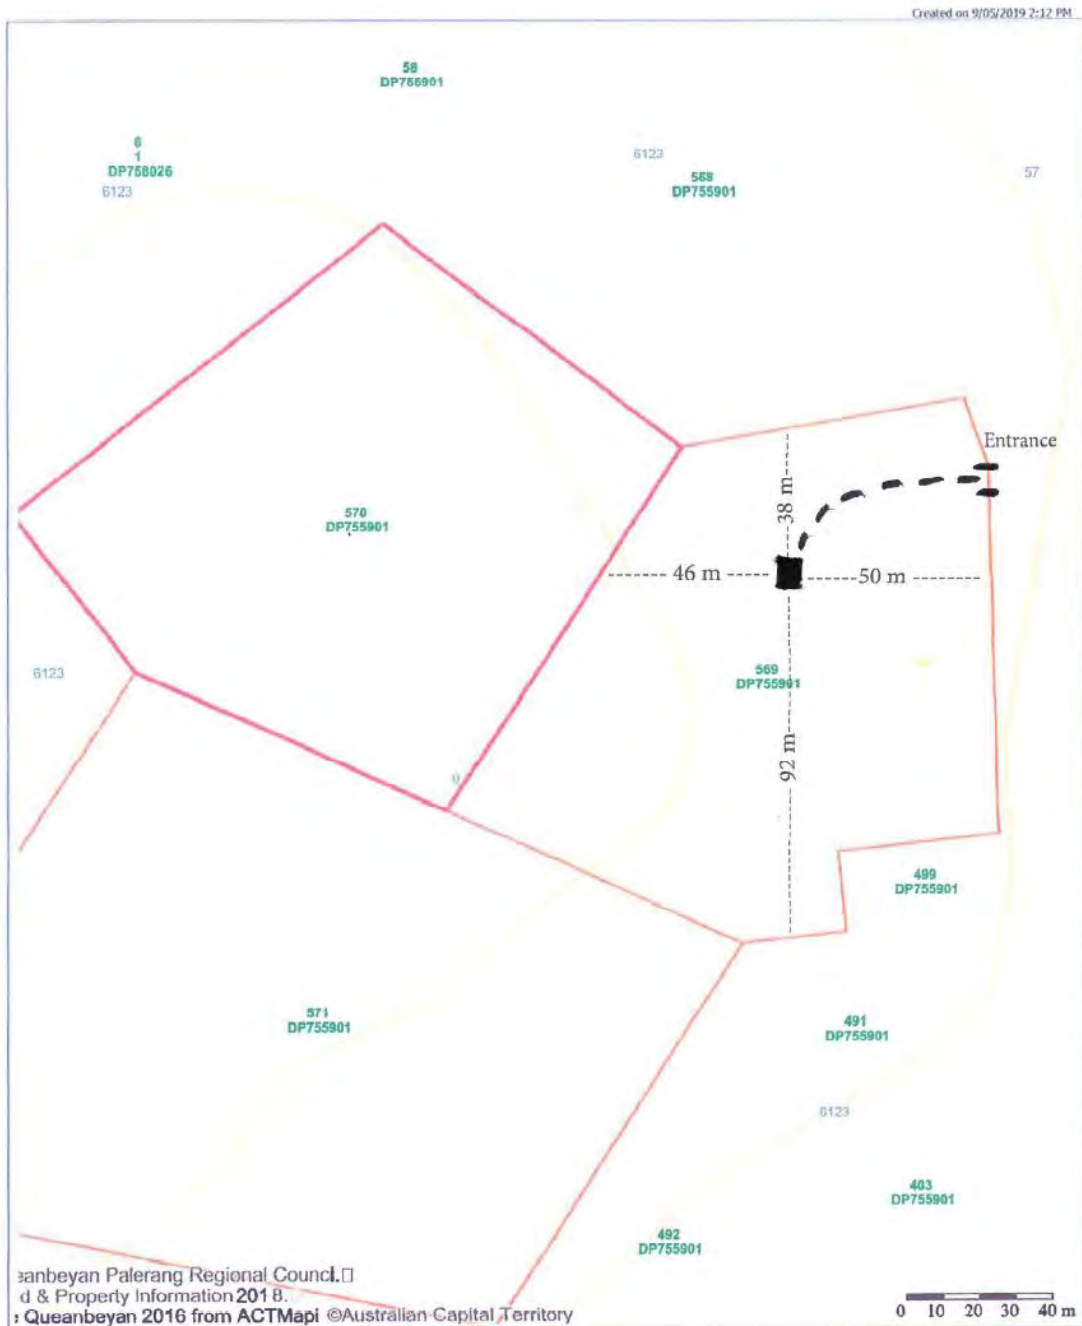 Created on 9/05/2019 2:12 PM
58
DP755901
6
1
DP758026
6123
6123
568
DP755901
57
Entrance
38 m
570
DP755901
46 m
50 m
6123
569
DP755901
92 m
0
499
DP755901
571
DP755901
491
DP755901
6123
403
DP755901
492
DP755901
eanbeyan Palerang Regional Council.
d & Property Information 2018.
: Queanbeyan 2016 from ACTMapi ©Australian Capital Territory
0 10 20 30 40 m